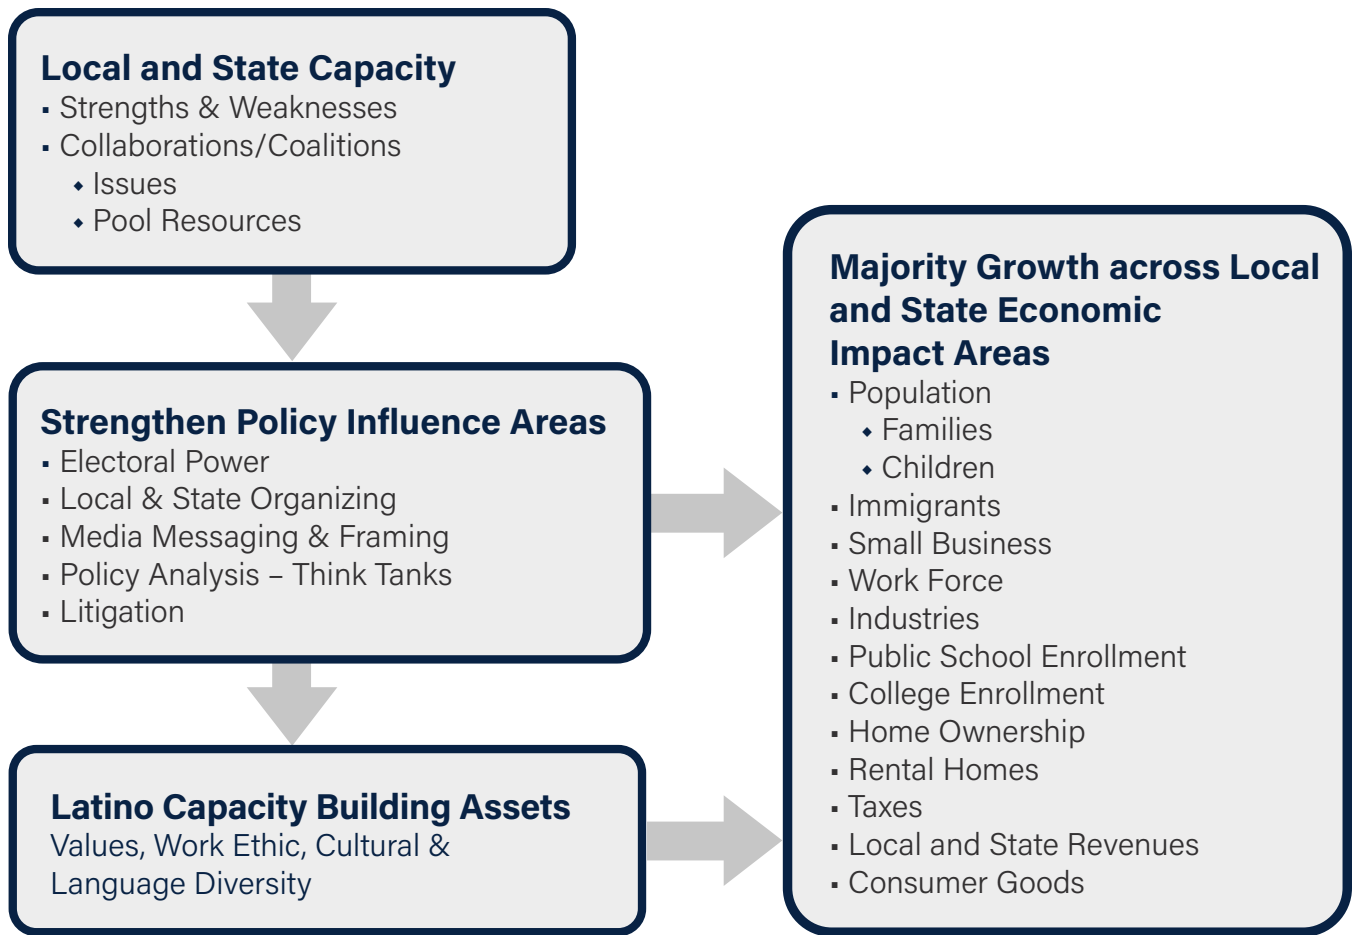 Local and State Capacity
▪ Strengths & Weaknesses
▪ Collaborations/Coalitions
◆ Issues
◆ Pool Resources
Strengthen Policy Influence Areas
▪ Electoral Power
▪ Local & State Organizing
▪ Media Messaging & Framing
▪ Policy Analysis – Think Tanks
▪ Litigation
Latino Capacity Building Assets
Values, Work Ethic, Cultural &
Language Diversity
Majority Growth across Local
and State Economic
Impact Areas
▪ Population
◆ Families
◆ Children
▪ Immigrants
▪ Small Business
▪ Work Force
▪ Industries
▪ Public School Enrollment
▪ College Enrollment
▪ Home Ownership
▪ Rental Homes
▪ Taxes
▪ Local and State Revenues
▪ Consumer Goods